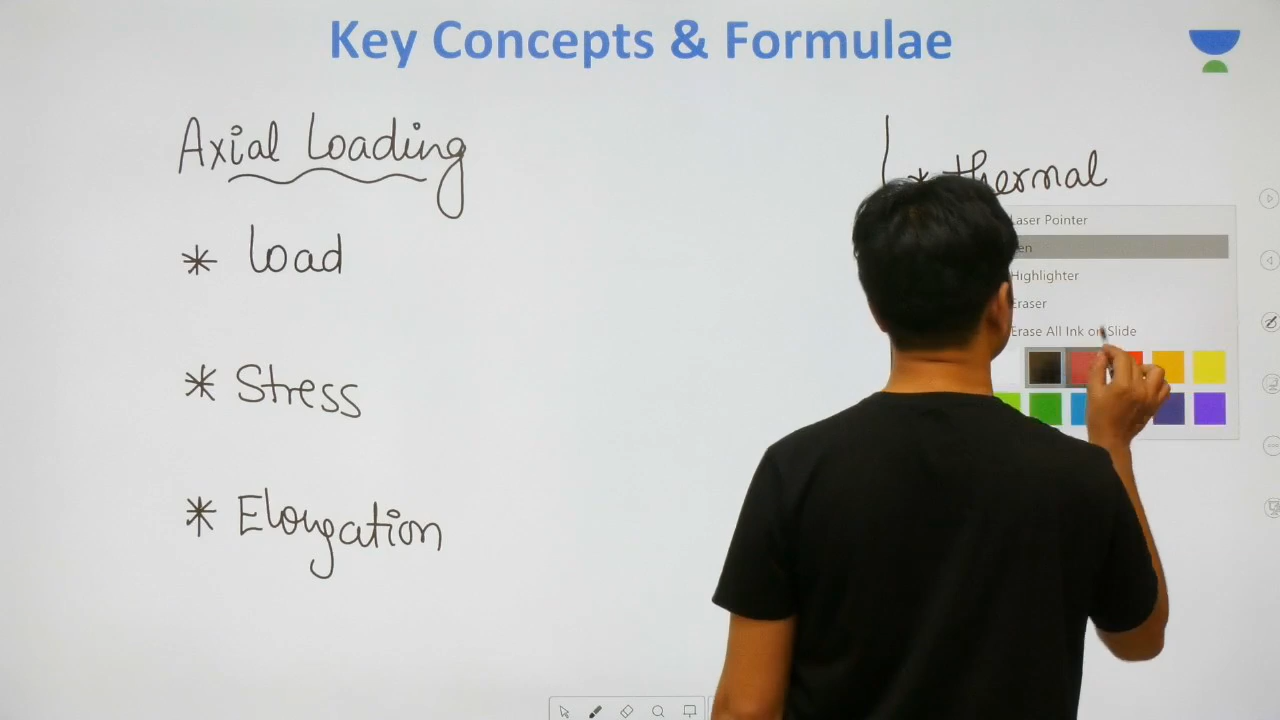 Key Concepts & Formulae
Axial Loading
* Load
* Stress
* Elongation
* thermal
Laser Pointer
Highlighter
Eraser
Erase All Ink on Slide